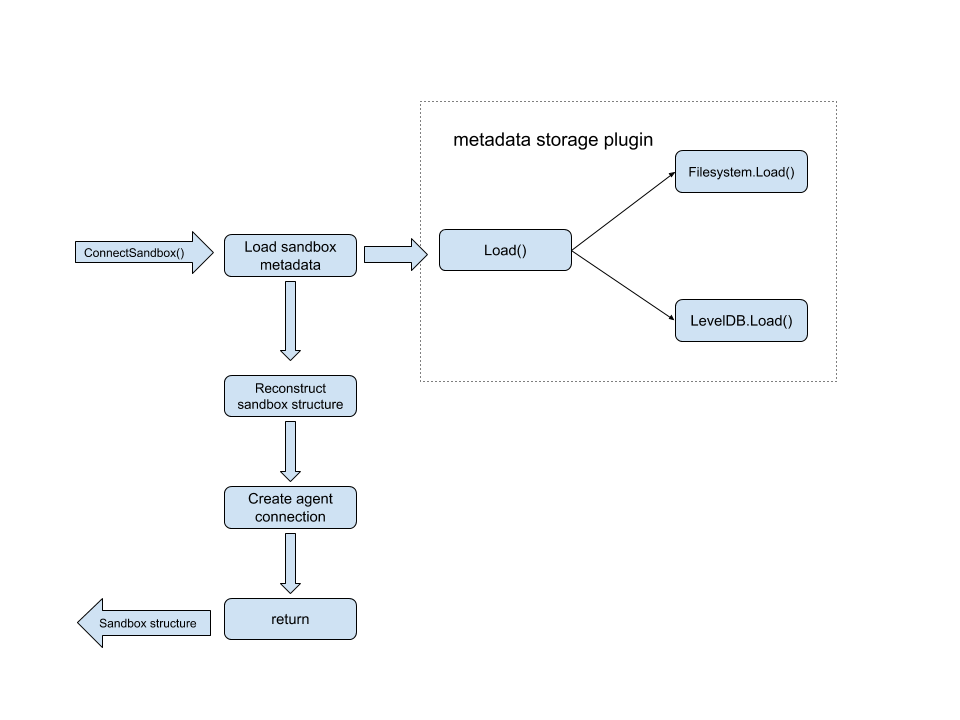 metadata storage plugin
Filesystem.Load()
ConnectSandbox()
Load sandbox
metadata
Load()
LevelDB.Load()
Reconstruct
sandbox structure
Create agent
connection
Sandbox structure
return